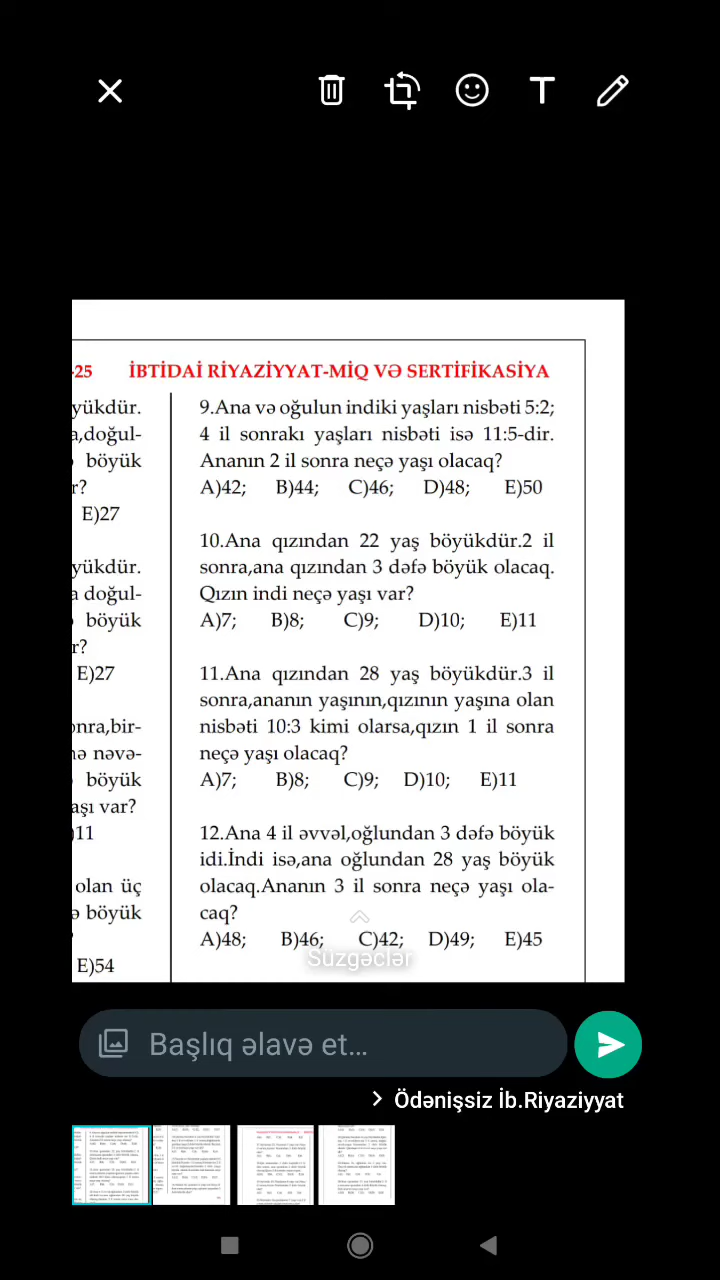 -25 İBTİDAİ RİYAZİYYAT-MİQ VƏ SERTİFİKASİYA
yükdür.
a,doğul-
böyük
r?
E)27
yükdür.
a doğul-
böyük
r?
E)27
onra,bir-
nə nəvə-
böyük
aşı var?
)11
olan üç
ə böyük
?
E)54
9.Ana və oğulun indiki yaşları nisbəti 5:2;
4 il sonrakı yaşları nisbəti isə 11:5-dir.
Ananın 2 il sonra neçə yaşı olacaq?
A)42; B)44; C)46; D)48; E)50
10.Ana qızından 22 yaş böyükdür.2 il
sonra,ana qızından 3 dəfə böyük olacaq.
Qızın indi neçə yaşı var?
A)7; B)8; C)9; D)10; E)11
11.Ana qızından 28 yaş böyükdür.3 il
sonra,ananın yaşının,qızının yaşına olan
nisbəti 10:3 kimi olarsa,qızın 1 il sonra
neçə yaşı olacaq?
A)7; B)8; C)9; D)10; E)11
12.Ana 4 il əvvəl,oğlundan 3 dəfə böyük
idi.İndi isə,ana oğlundan 28 yaş böyük
olacaq.Ananın 3 il sonra neçə yaşı ola-
caq?
A)48; B)46; C)42; D)49; E)45
Süzgəclər
Başlıq əlavə et...
Ödənişsiz İb.Riyaziyyat